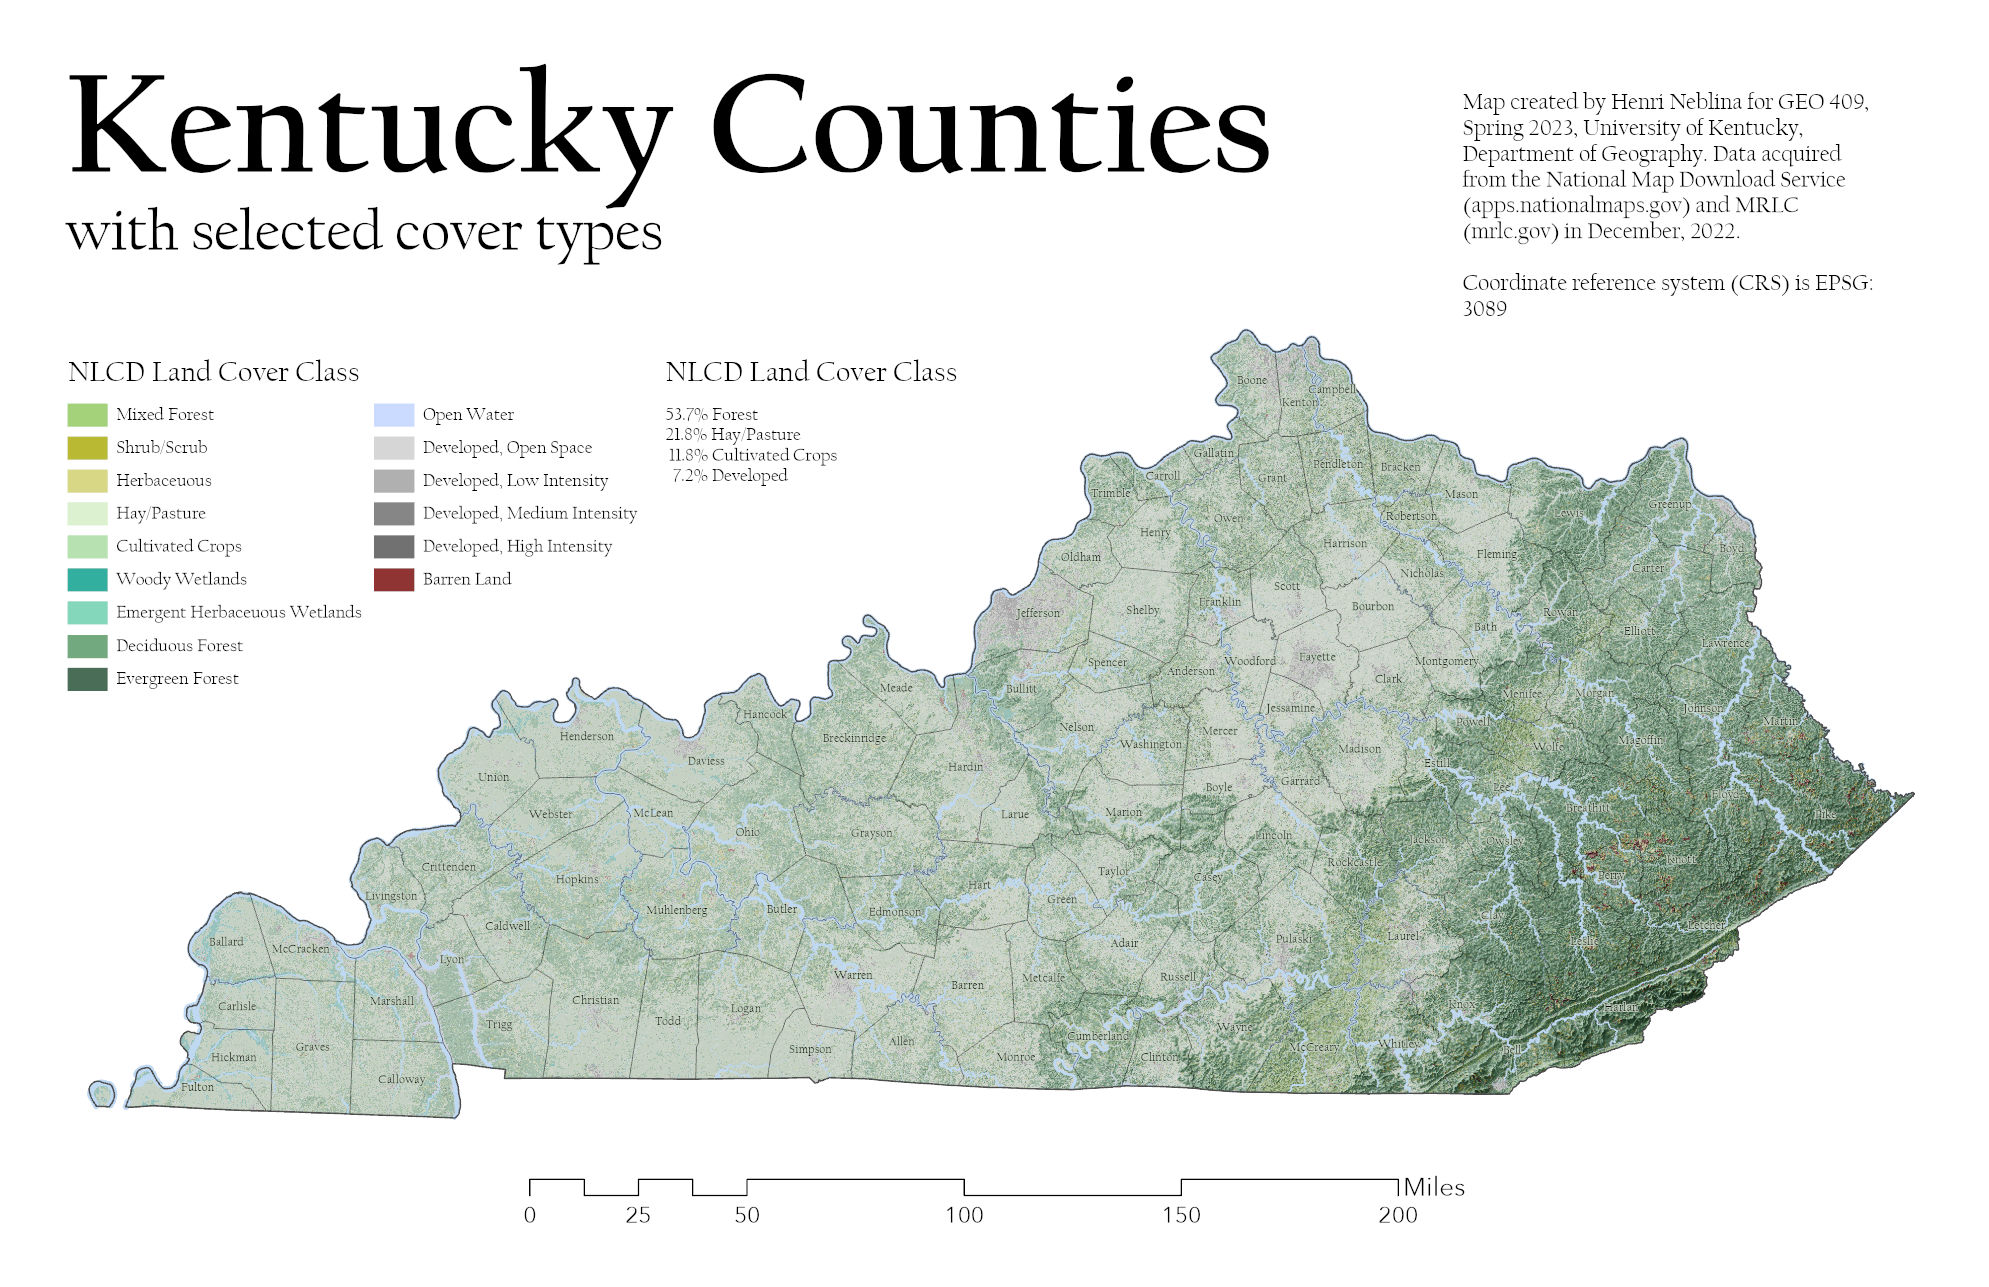 Kentucky Counties
with selected cover types
Map created by Henri Neblina for GEO 409,
Spring 2023, University of Kentucky,
Department of Geography. Data acquired
from the National Map Download Service
(apps.nationalmaps.gov) and MRLC
(mrlc.gov) in December, 2022.
Coordinate reference system (CRS) is EPSG:
3089
NLCD Land Cover Class
Mixed Forest
Shrub/Scrub
Herbaceuous
Hay/Pasture
Cultivated Crops
Woody Wetlands
Emergent Herbaceuous Wetlands
Deciduous Forest
Evergreen Forest
Open Water
Developed, Open Space
Developed, Low Intensity
Developed, Medium Intensity
Developed, High Intensity
Barren Land
NLCD Land Cover Class
53.7% Forest
21.8% Hay/Pasture
11.8% Cultivated Crops
7.2% Developed
Boone
Campbell
Kenton
Gallatin
Pendleton
Bracken
Carroll
Grant
Trimble
Mason
Owen
Robertson
Lewis
Greenup
Henry
Harrison
Fleming
Boyd
Oldham
Nicholas
Carter
Scott
Franklin
Bourbon
Shelby
Jefferson
Rowan
Bath
Elliott
Lawrence
Spencer
Anderson
Woodford
Fayette
Montgomery
Clark
Bullitt
Meade
Menifee
Morgan
Jessamine
Johnson
Hancock
Powell
Martin
Nelson
Mercer
Henderson
Breckinridge
Washington
Madison
Wolfe
Magoffin
Daviess
Hardin
Estill
Union
Garrard
Boyle
Lee
Floyd
Breathitt
Webster
McLean
Larue
Marion
Pike
Ohio
Grayson
Lincoln
Jackson
Owsley
Crittenden
Rockcastle
Knott
Hopkins
Taylor
Casey
Perry
Hart
Livingston
Green
Muhlenberg
Butler
Edmonson
Clay
Letcher
Caldwell
Ballard
McCracken
Adair
Pulaski
Laurel
Leslie
Lyon
Warren
Metcalfe
Russell
Barren
Carlisle
Marshall
Christian
Logan
Knox
Harlan
Trigg
Todd
Wayne
Cumberland
Allen
Simpson
McCreary
Whitley
Bell
Graves
Hickman
Monroe
Clinton
Calloway
Fulton
Miles
0 25 50 100 150 200